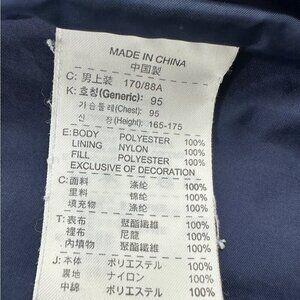 MADE IN CHINA
中国製
C: 男上装 170/88A
K: 호칭(Generic): 95
가슴둘레(Chest): 95
신 장(Height): 165-175
E: BODY POLYESTER 100%
LINING NYLON 100%
FILL POLYESTER 100%
EXCLUSIVE OF DECORATION
C: 面料 涤纶 100%
里料 锦纶 100%
填充物 涤纶 100%
T: 表布 聚酯纖維 100%
裡布 尼龍 100%
內填物 聚酯纖維 100%
J: 本体 ポリエステル 100%
裏地 ナイロン 100%
中綿 ポリエステル 100%